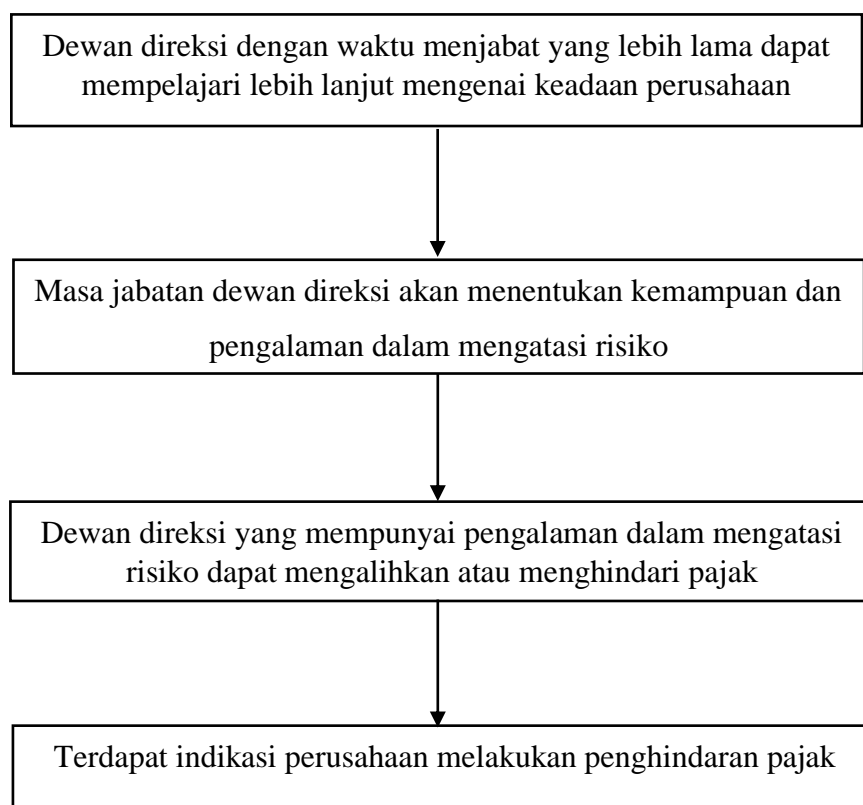 Dewan direksi dengan waktu menjabat yang lebih lama dapat
mempelajari lebih lanjut mengenai keadaan perusahaan
Masa jabatan dewan direksi akan menentukan kemampuan dan
pengalaman dalam mengatasi risiko
Dewan direksi yang mempunyai pengalaman dalam mengatasi
risiko dapat mengalihkan atau menghindari pajak
Terdapat indikasi perusahaan melakukan penghindaran pajak